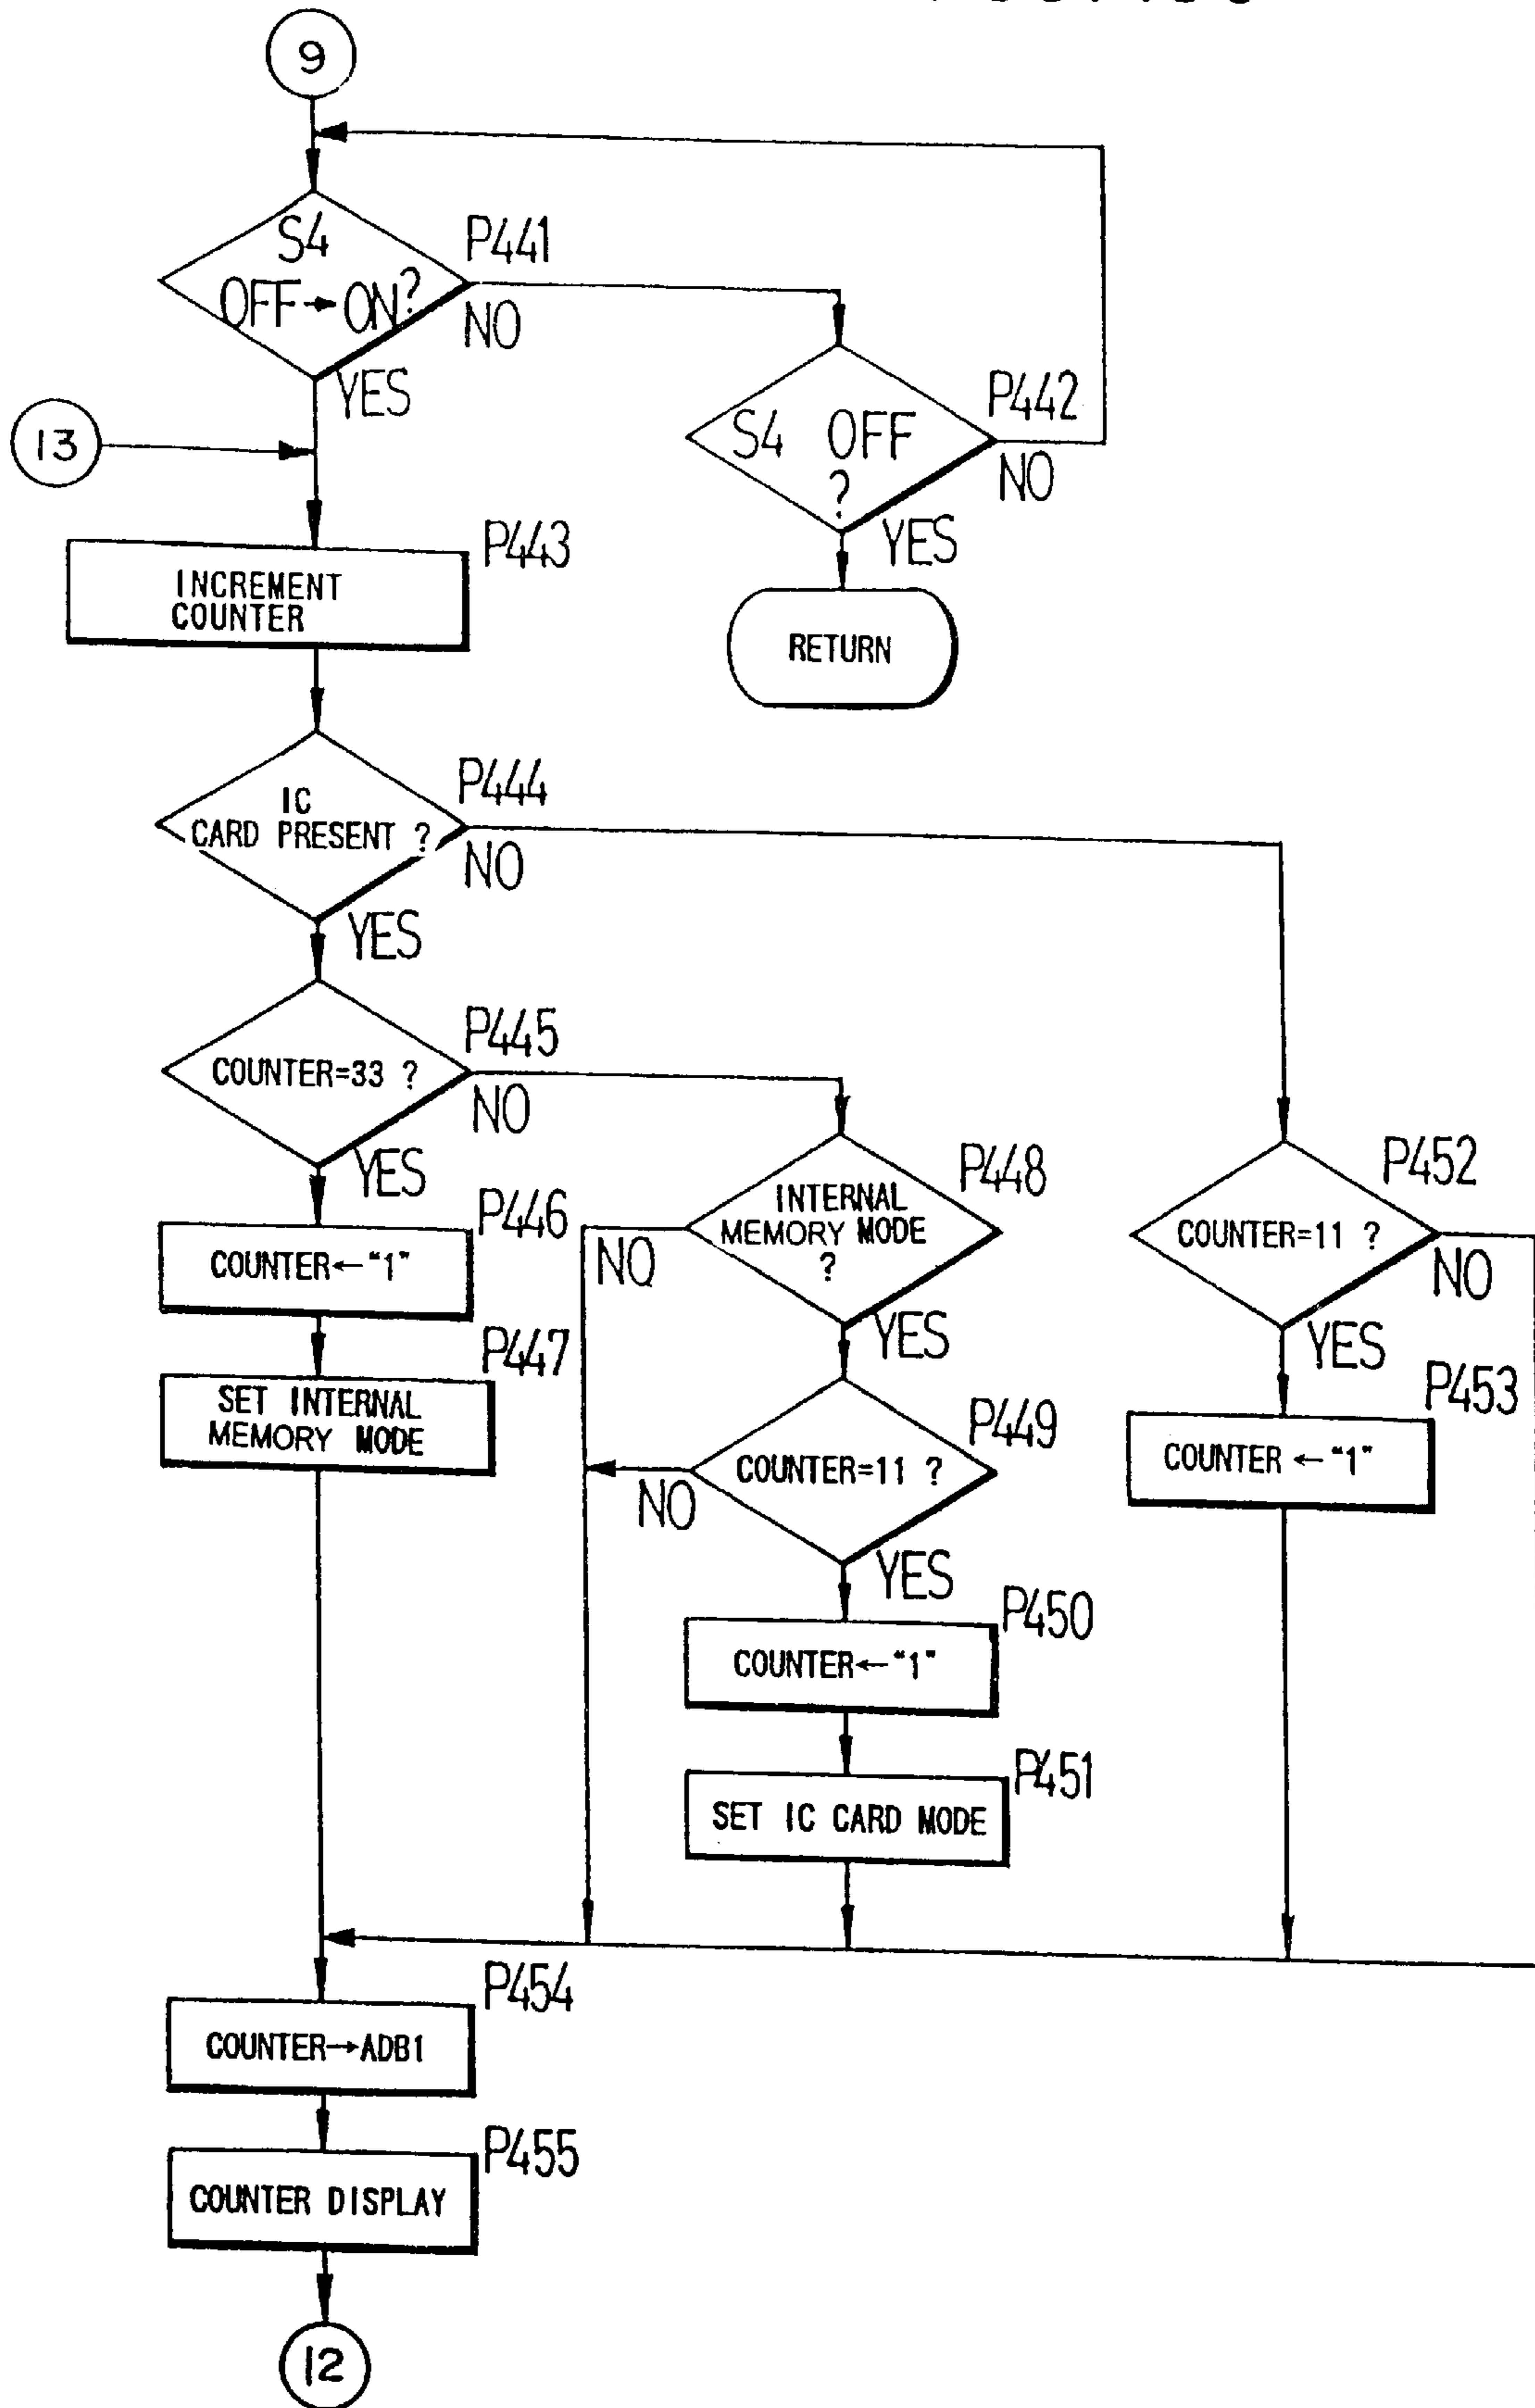 9
S4
OFF→ON?
P441
NO
YES
S4 OFF
?
P442
NO
YES
RETURN
13
P443
INCREMENT
COUNTER
IC
CARD PRESENT ?
P444
NO
YES
COUNTER=33 ?
P445
NO
YES
P446
COUNTER←"1"
P447
SET INTERNAL
MEMORY MODE
INTERNAL
MEMORY MODE
?
P448
NO
YES
COUNTER=11 ?
P449
NO
YES
P450
COUNTER←"1"
P451
SET IC CARD MODE
COUNTER=11 ?
P452
NO
YES
P453
COUNTER←"1"
P454
COUNTER→ADB1
P455
COUNTER DISPLAY
12